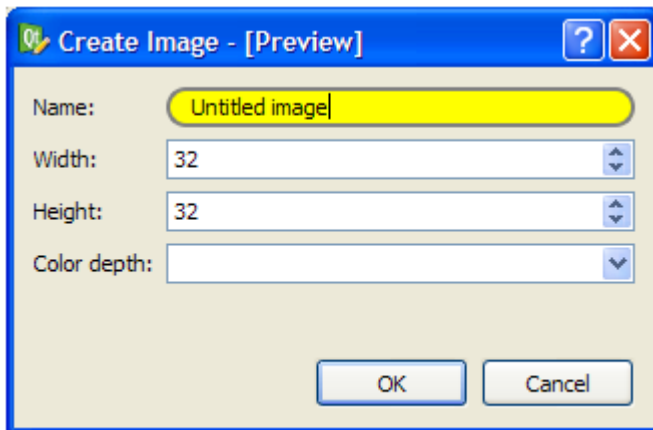 Create Image - [Preview]
Name: Untitled image
Width: 32
Height: 32
Color depth:
OK Cancel